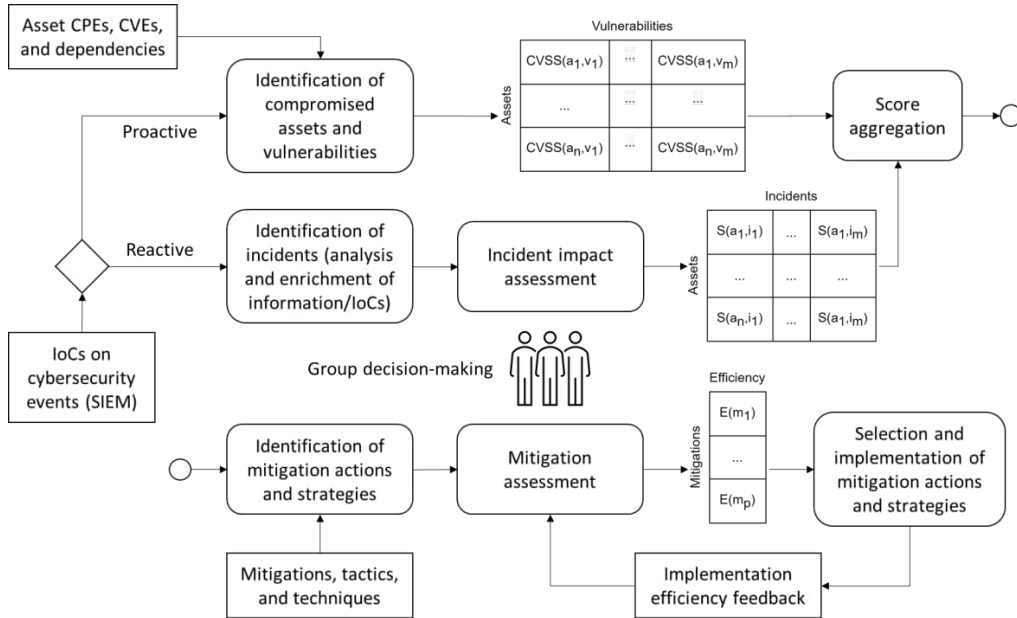 Asset CPEs, CVEs,
and dependencies
Vulnerabilities
Identification of
compromised
assets and
vulnerabilities
Proactive
Assets
CVSS(a1,v1) ... CVSS(a1,vm)
... ... ...
CVSS(an,v1) ... CVSS(an,vm)
Score
aggregation
Incidents
Reactive
Identification of
incidents (analysis
and enrichment of
information/IoCs)
Incident impact
assessment
Assets
S(a1,i1) ... S(a1,im)
... ... ...
S(an,i1) ... S(a1,im)
IoCs on
cybersecurity
events (SIEM)
Group decision-making
Efficiency
Identification of
mitigation actions
and strategies
Mitigation
assessment
Mitigations
E(m1)
...
E(mp)
Selection and
implementation of
mitigation actions
and strategies
Mitigations, tactics,
and techniques
Implementation
efficiency feedback